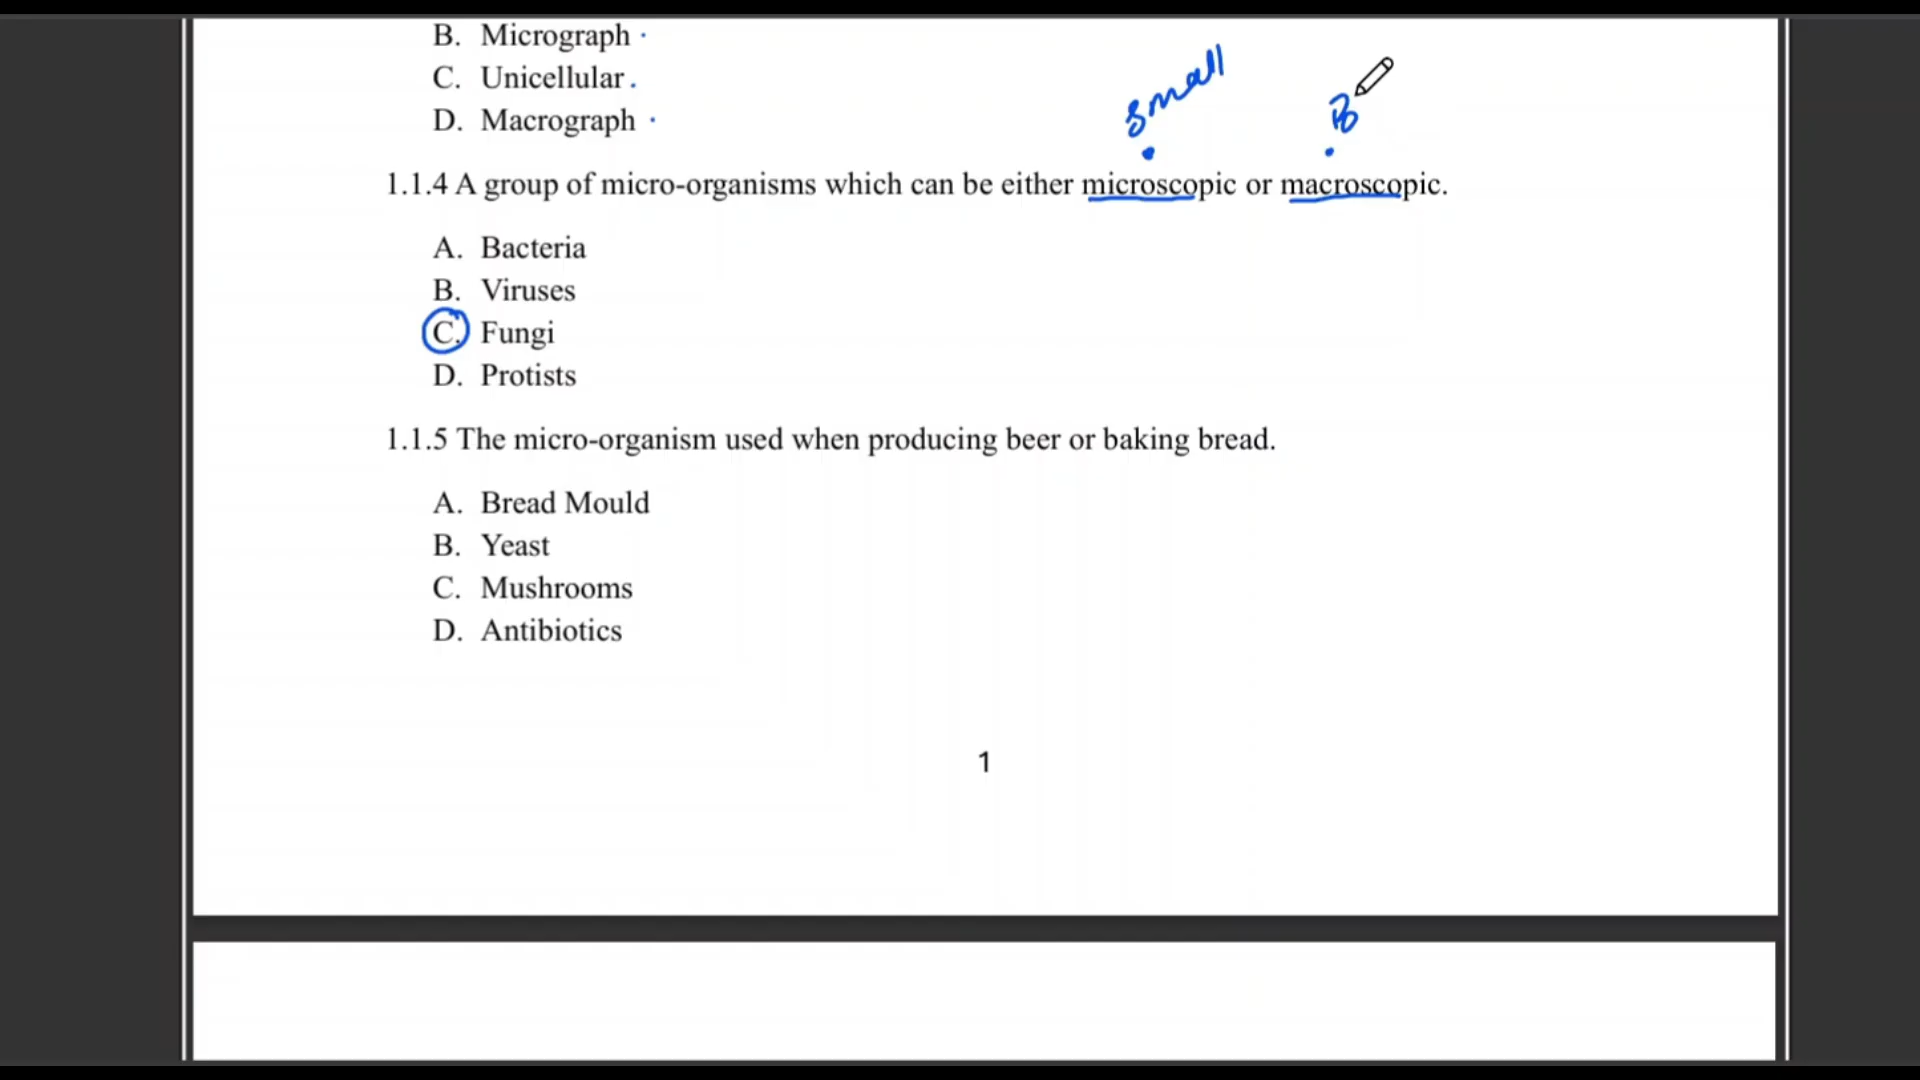 B. Micrograph
C. Unicellular
D. Macrograph
small
B
1.1.4 A group of micro-organisms which can be either microscopic or macroscopic.
A. Bacteria
B. Viruses
C. Fungi
D. Protists
1.1.5 The micro-organism used when producing beer or baking bread.
A. Bread Mould
B. Yeast
C. Mushrooms
D. Antibiotics
1